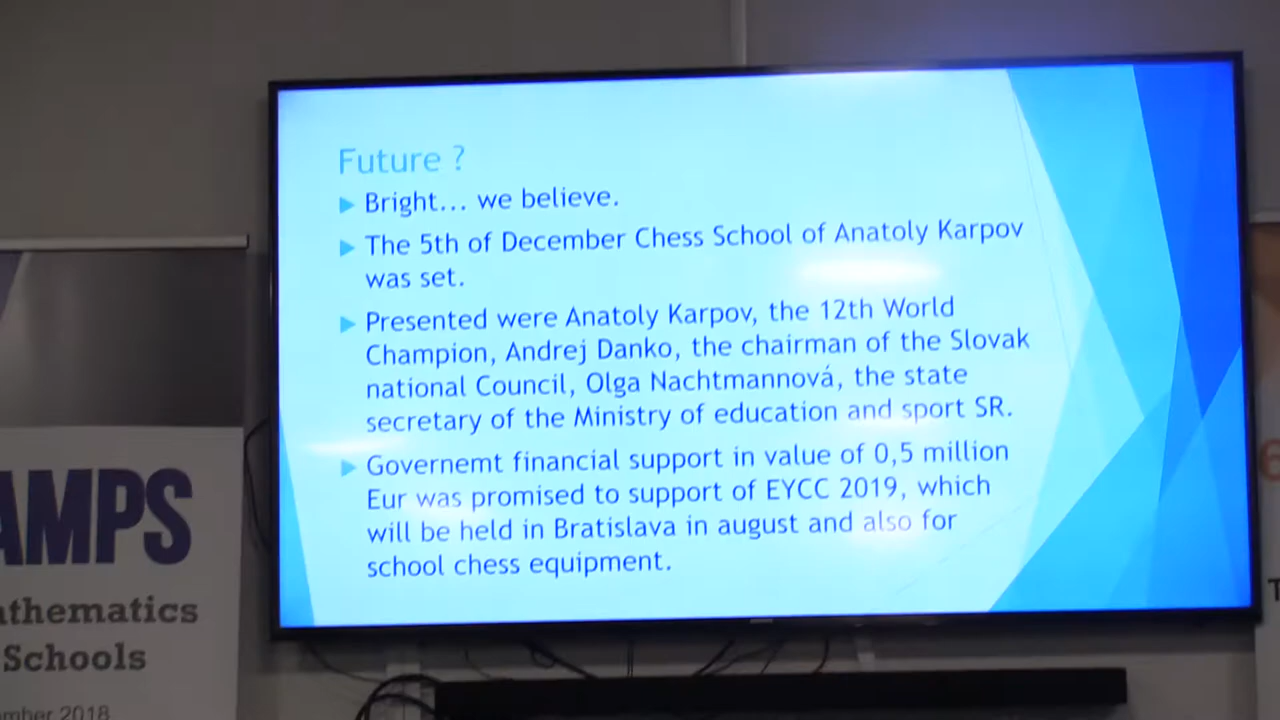 Future ?
Bright... we believe.
The 5th of December Chess School of Anatoly Karpov
was set.
Presented were Anatoly Karpov, the 12th World
Champion, Andrej Danko, the chairman of the Slovak
national Council, Olga Nachtmannová, the state
secretary of the Ministry of education and sport SR.
Governemt financial support in value of 0,5 million
Eur was promised to support of EYCC 2019, which
will be held in Bratislava in august and also for
school chess equipment.
AMPS
athematics
Schools
mber 2018